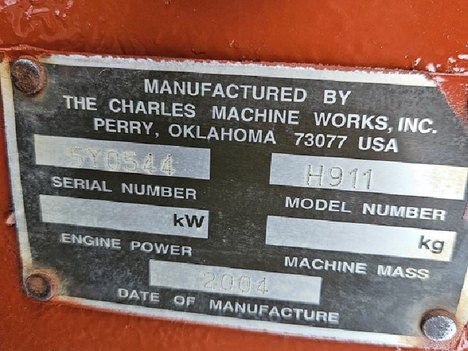 MANUFACTURED BY
THE CHARLES MACHINE WORKS, INC.
PERRY, OKLAHOMA 73077 USA
5Y0544 H911
SERIAL NUMBER MODEL NUMBER
kW kg
ENGINE POWER MACHINE MASS
2004
DATE OF MANUFACTURE